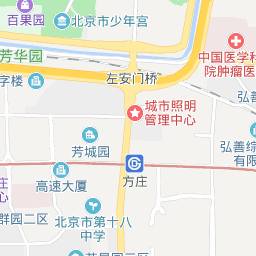 百果园
北京市少年宫
芳华园
中国医学科
院肿瘤医
左安门桥
字楼
城市照明
管理中心
弘善
芳城园
弘善综
有限
方庄
庄
高速大厦
群园二区
北京市第十八
中学